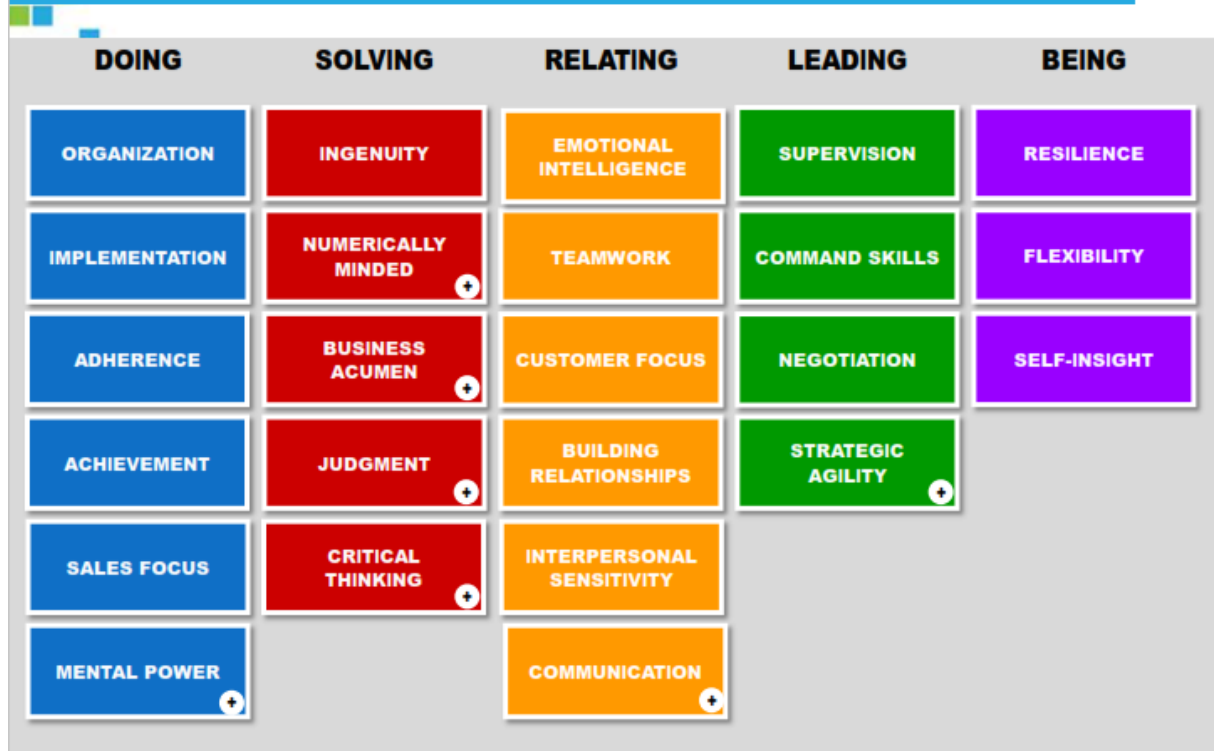 DOING
SOLVING
RELATING
LEADING
BEING
ORGANIZATION
INGENUITY
EMOTIONAL
INTELLIGENCE
SUPERVISION
RESILIENCE
IMPLEMENTATION
NUMERICALLY
MINDED
+
TEAMWORK
COMMAND SKILLS
FLEXIBILITY
ADHERENCE
BUSINESS
ACUMEN
+
CUSTOMER FOCUS
NEGOTIATION
SELF-INSIGHT
ACHIEVEMENT
JUDGMENT
+
BUILDING
RELATIONSHIPS
STRATEGIC
AGILITY
+
SALES FOCUS
CRITICAL
THINKING
+
INTERPERSONAL
SENSITIVITY
MENTAL POWER
+
COMMUNICATION
+